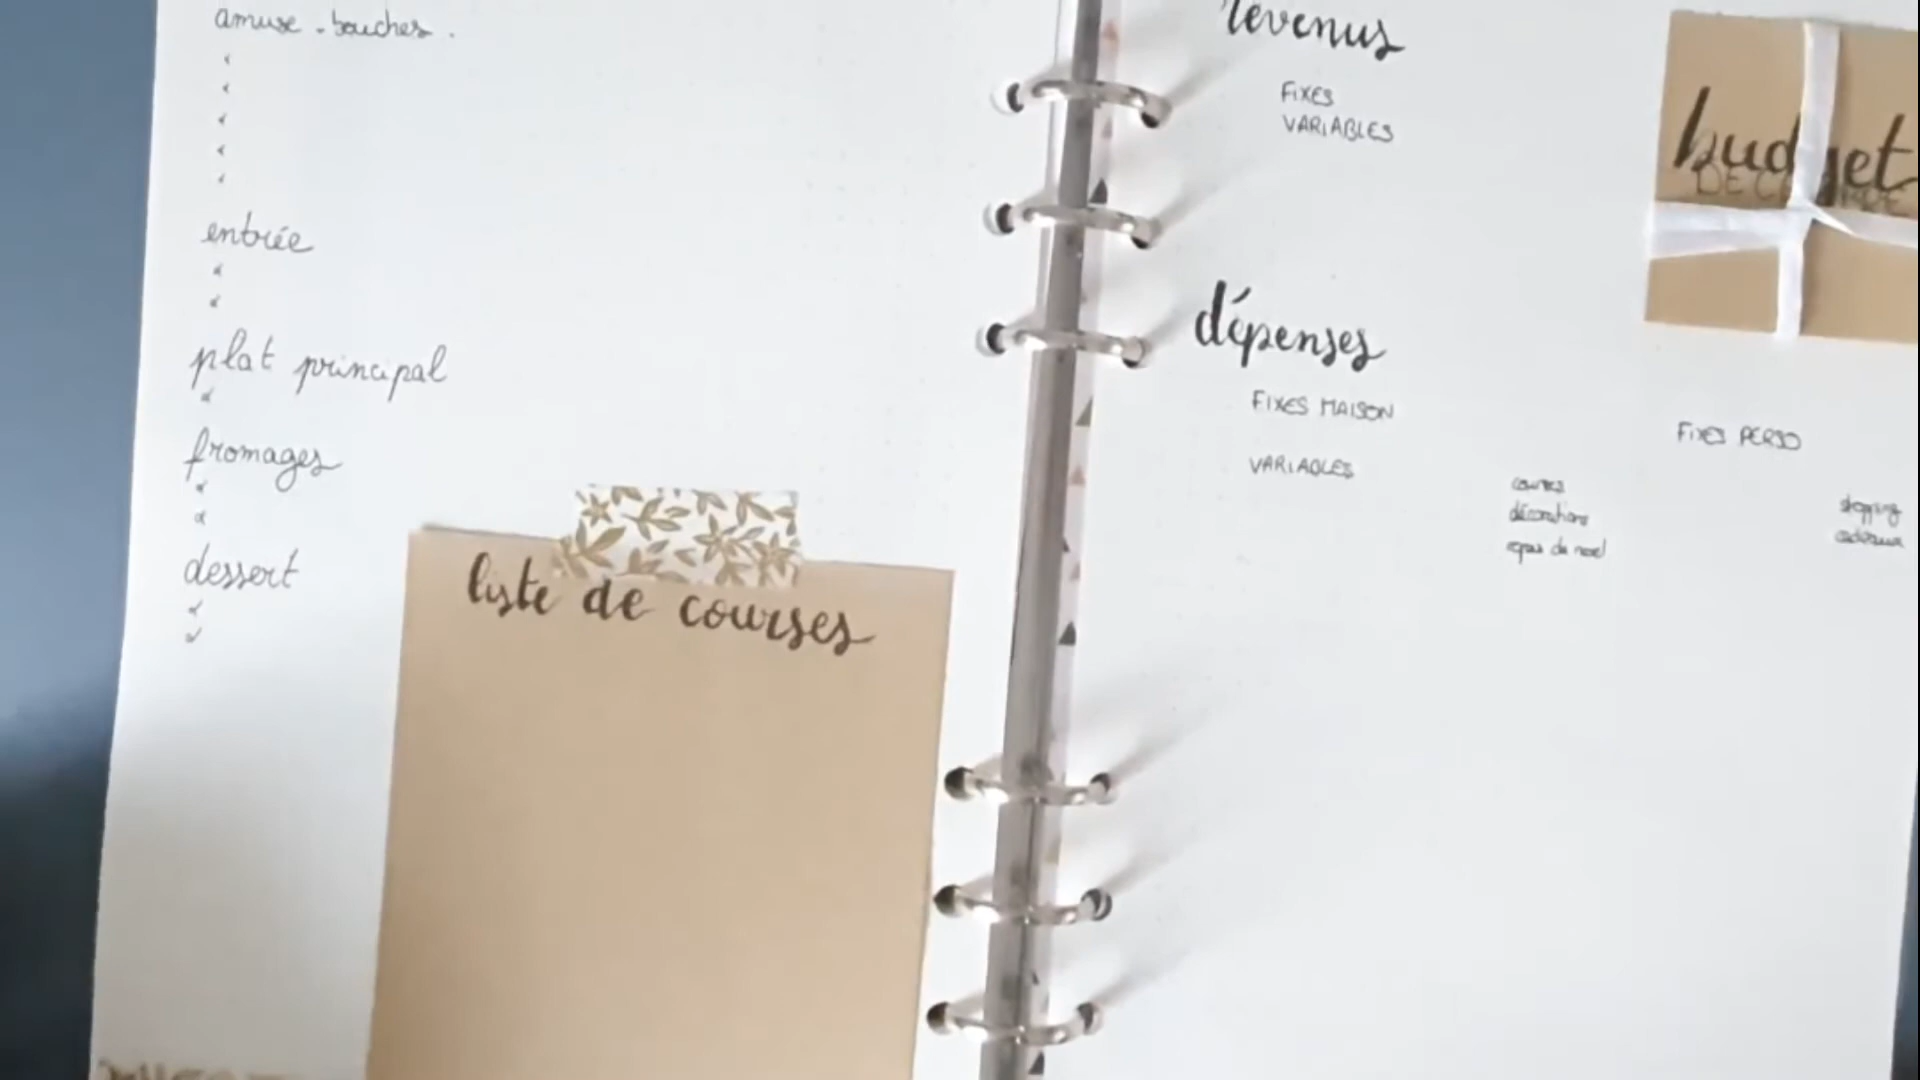 amuse-bouches.
entrée
plat principal
fromages
dessert
liste de courses
revenus
FIXES
VARIABLES
budget
dépenses
FIXES MAISON
FIXES PERSO
VARIABLES
courses
décorations
repas de noel
shopping
cadeaux